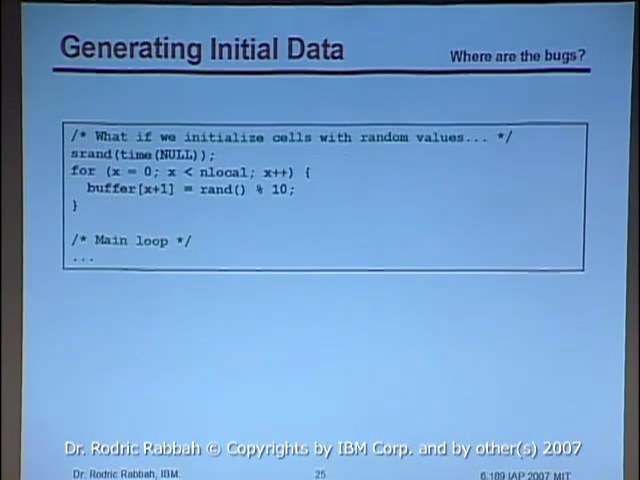 Generating Initial Data
Where are the bugs?
/* What if we initialize cells with random values... */
srand(time(NULL));
for (x = 0; x < nlocal; x++) {
buffer[x+1] = rand() % 10;
}
/* Main loop */
...
Dr. Rodric Rabbah © Copyrights by IBM Corp. and by other(s) 2007
Dr. Rodric Rabbah, IBM.
25
6.189 IAP 2007 MIT